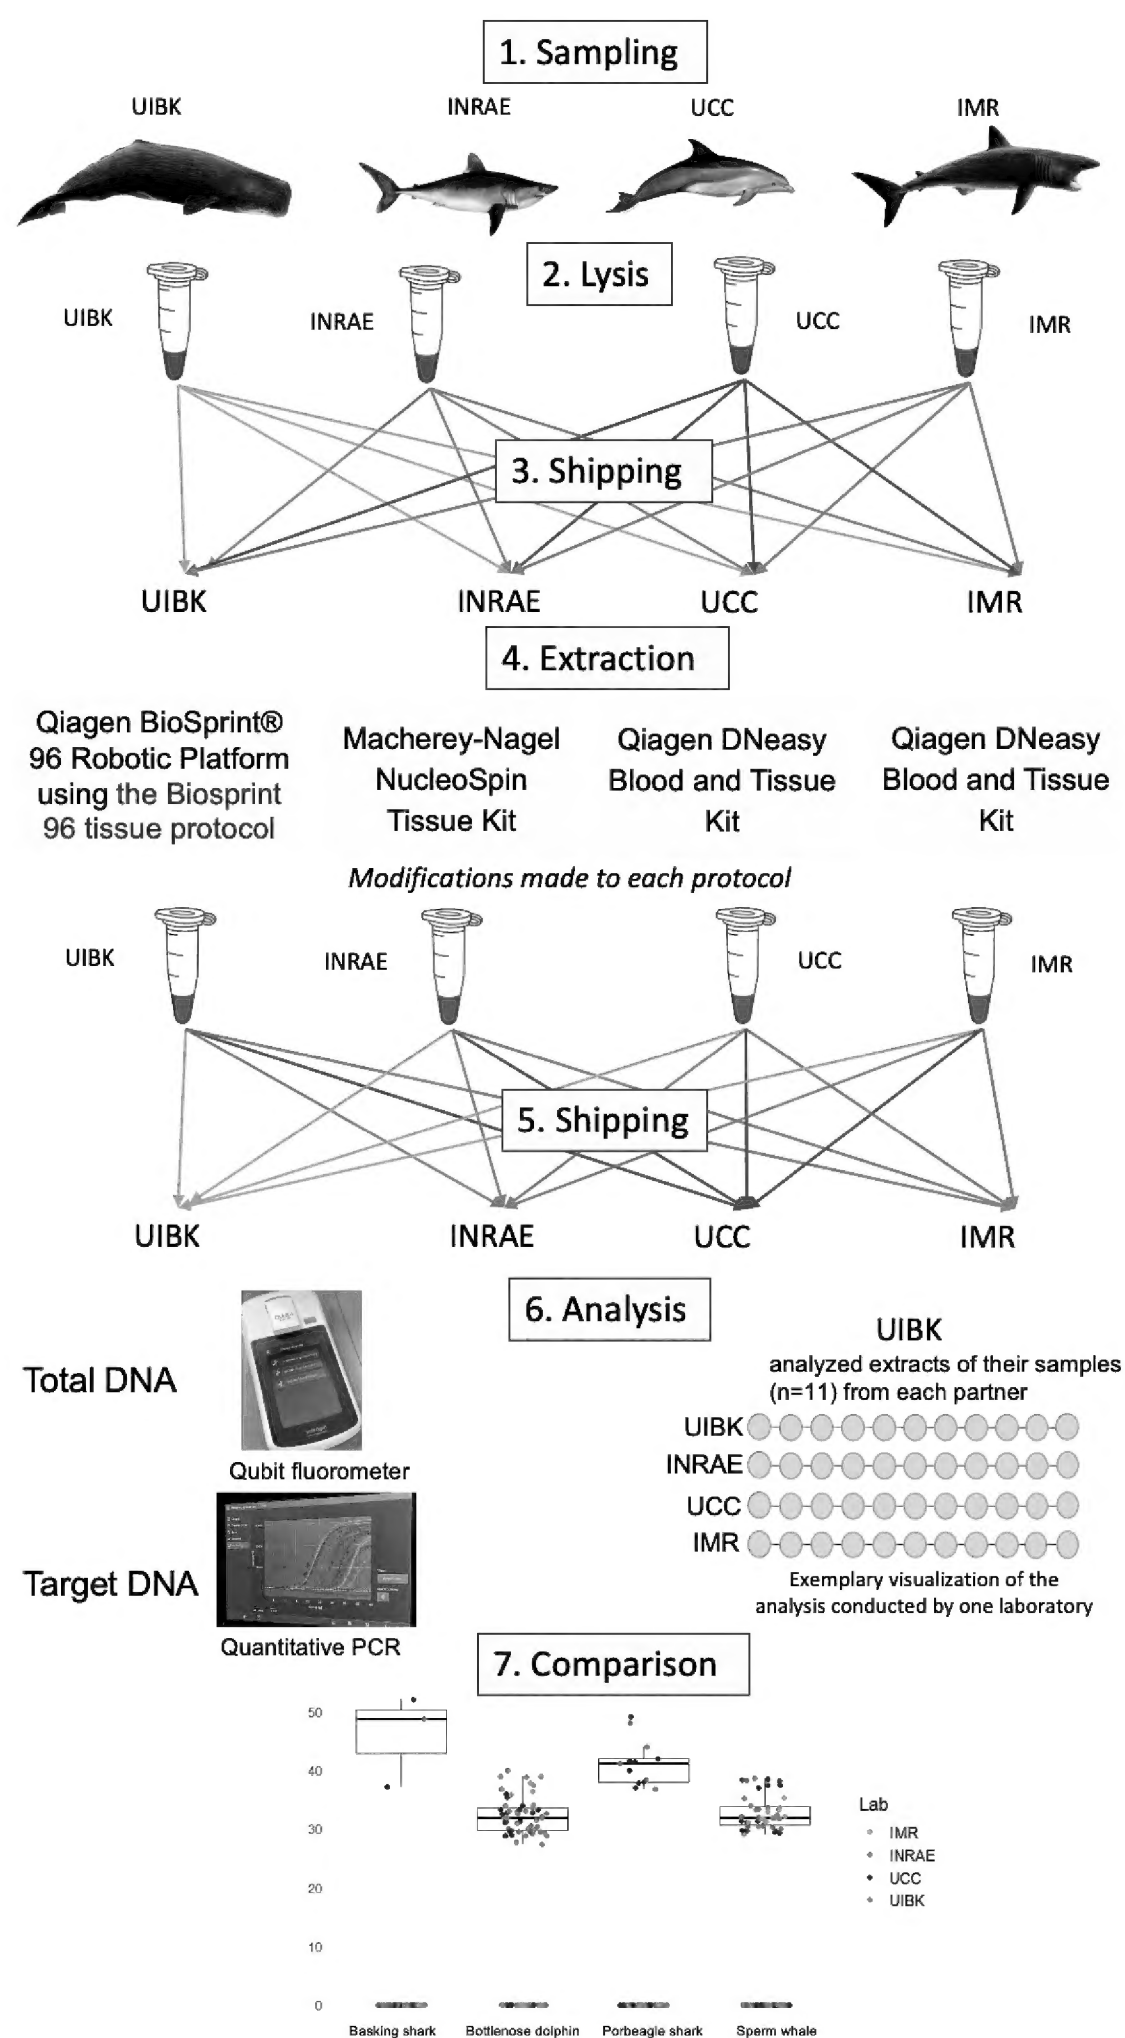 1. Sampling
UIBK
INRAE
UCC
IMR
2. Lysis
UIBK
INRAE
UCC
IMR
3. Shipping
UIBK
INRAE
UCC
IMR
4. Extraction
Qiagen BioSprint®
96 Robotic Platform
using the Biosprint
96 tissue protocol
Macherey-Nagel
NucleoSpin
Tissue Kit
Qiagen DNeasy
Blood and Tissue
Kit
Qiagen DNeasy
Blood and Tissue
Kit
Modifications made to each protocol
UIBK
INRAE
UCC
IMR
5. Shipping
UIBK
INRAE
UCC
IMR
6. Analysis
Total DNA
Qubit fluorometer
Target DNA
Quantitative PCR
UIBK
analyzed extracts of their samples
(n=11) from each partner
UIBK
INRAE
UCC
IMR
Exemplary visualization of the
analysis conducted by one laboratory
7. Comparison
50
40
30
20
10
0
Basking shark
Bottlenose dolphin
Porbeagle shark
Sperm whale
Lab
IMR
INRAE
UCC
UIBK